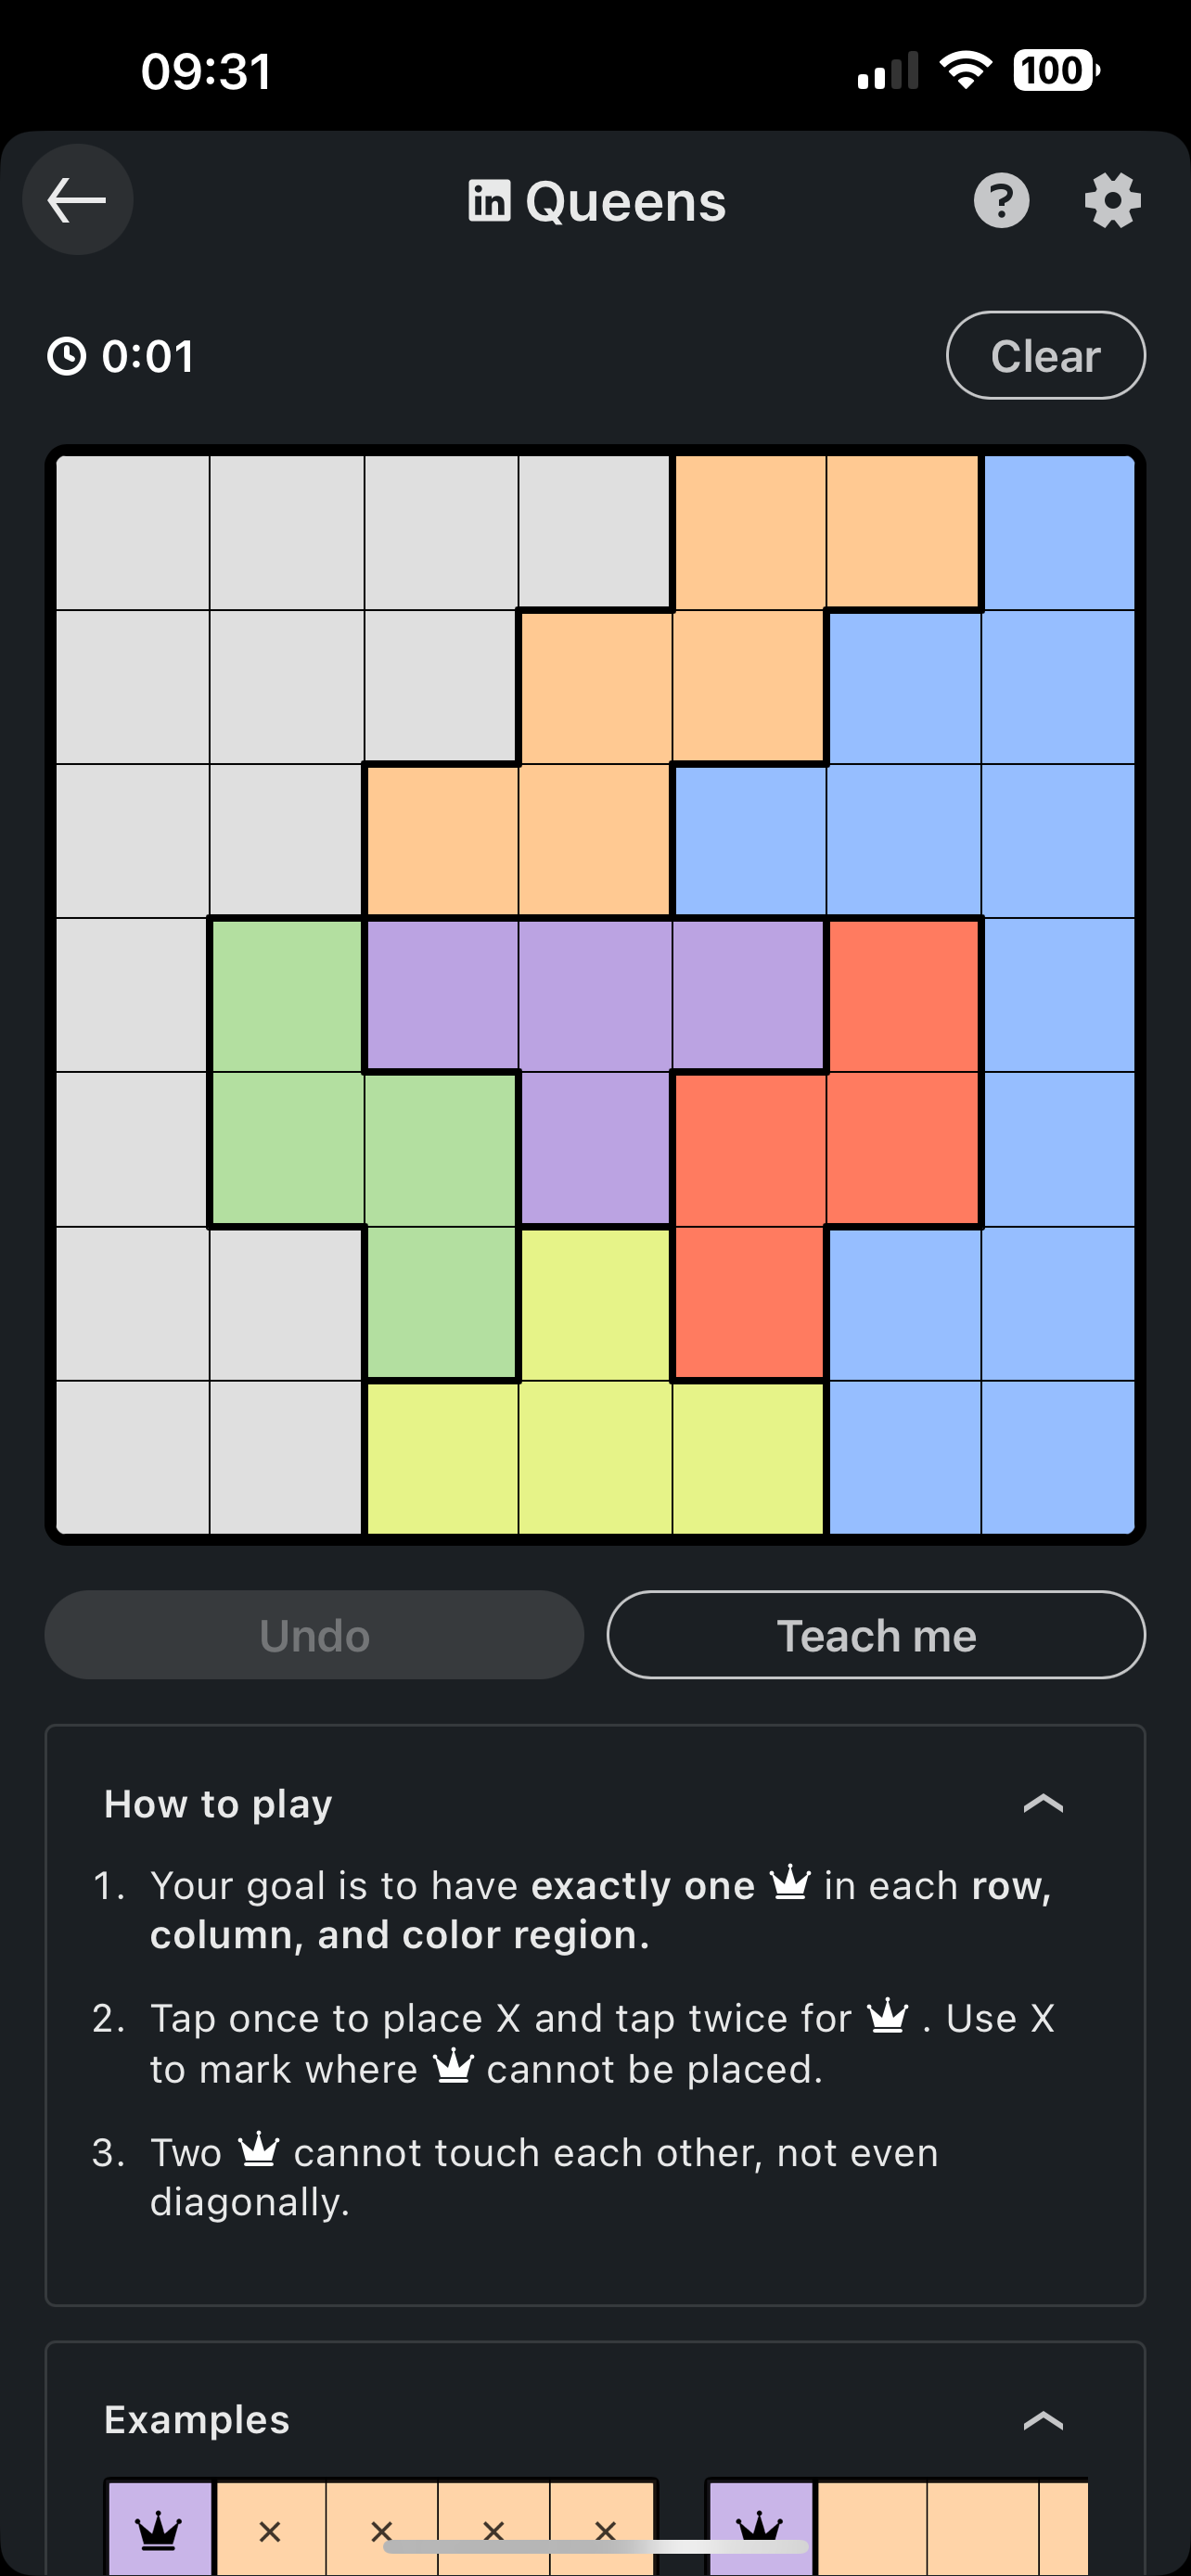 09:31
100
in Queens
?
0:01
Clear
Undo
Teach me
How to play
1. Your goal is to have exactly one in each row,
column, and color region.
2. Tap once to place X and tap twice for . Use X
to mark where cannot be placed.
3. Two cannot touch each other, not even
diagonally.
Examples